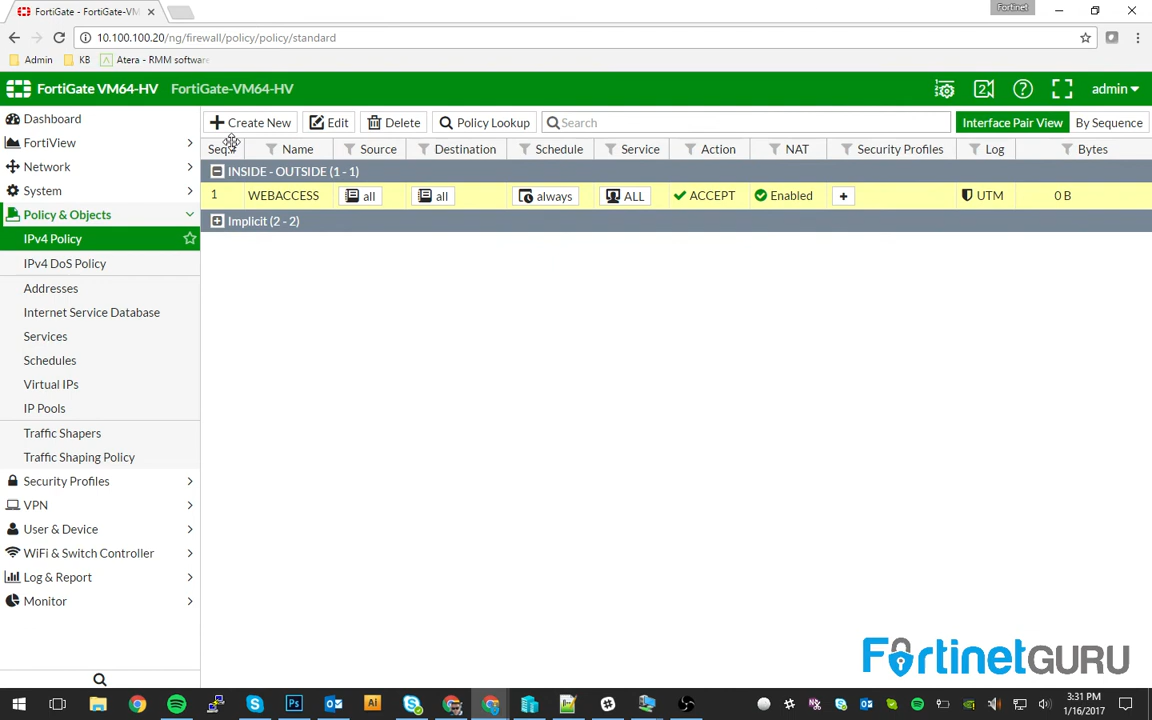 FortiGate - FortiGate-VM
Fortinet
10.100.100.20/ng/firewall/policy/policy/standard
Admin KB Atera - RMM software
FortiGate VM64-HV FortiGate-VM64-HV 2 admin
Dashboard
FortiView
Network
System
Policy & Objects
IPv4 Policy
IPv4 DoS Policy
Addresses
Internet Service Database
Services
Schedules
Virtual IPs
IP Pools
Traffic Shapers
Traffic Shaping Policy
Security Profiles
VPN
User & Device
WiFi & Switch Controller
Log & Report
Monitor
Create New Edit Delete Policy Lookup Search Interface Pair View By Sequence
Seq.# Name Source Destination Schedule Service Action NAT Security Profiles Log Bytes
INSIDE - OUTSIDE (1 - 1)
1 WEBACCESS all all always ALL ACCEPT Enabled UTM 0 B
Implicit (2 - 2)
FortinetGURU
Ps Ai
3:31 PM
1/16/2017